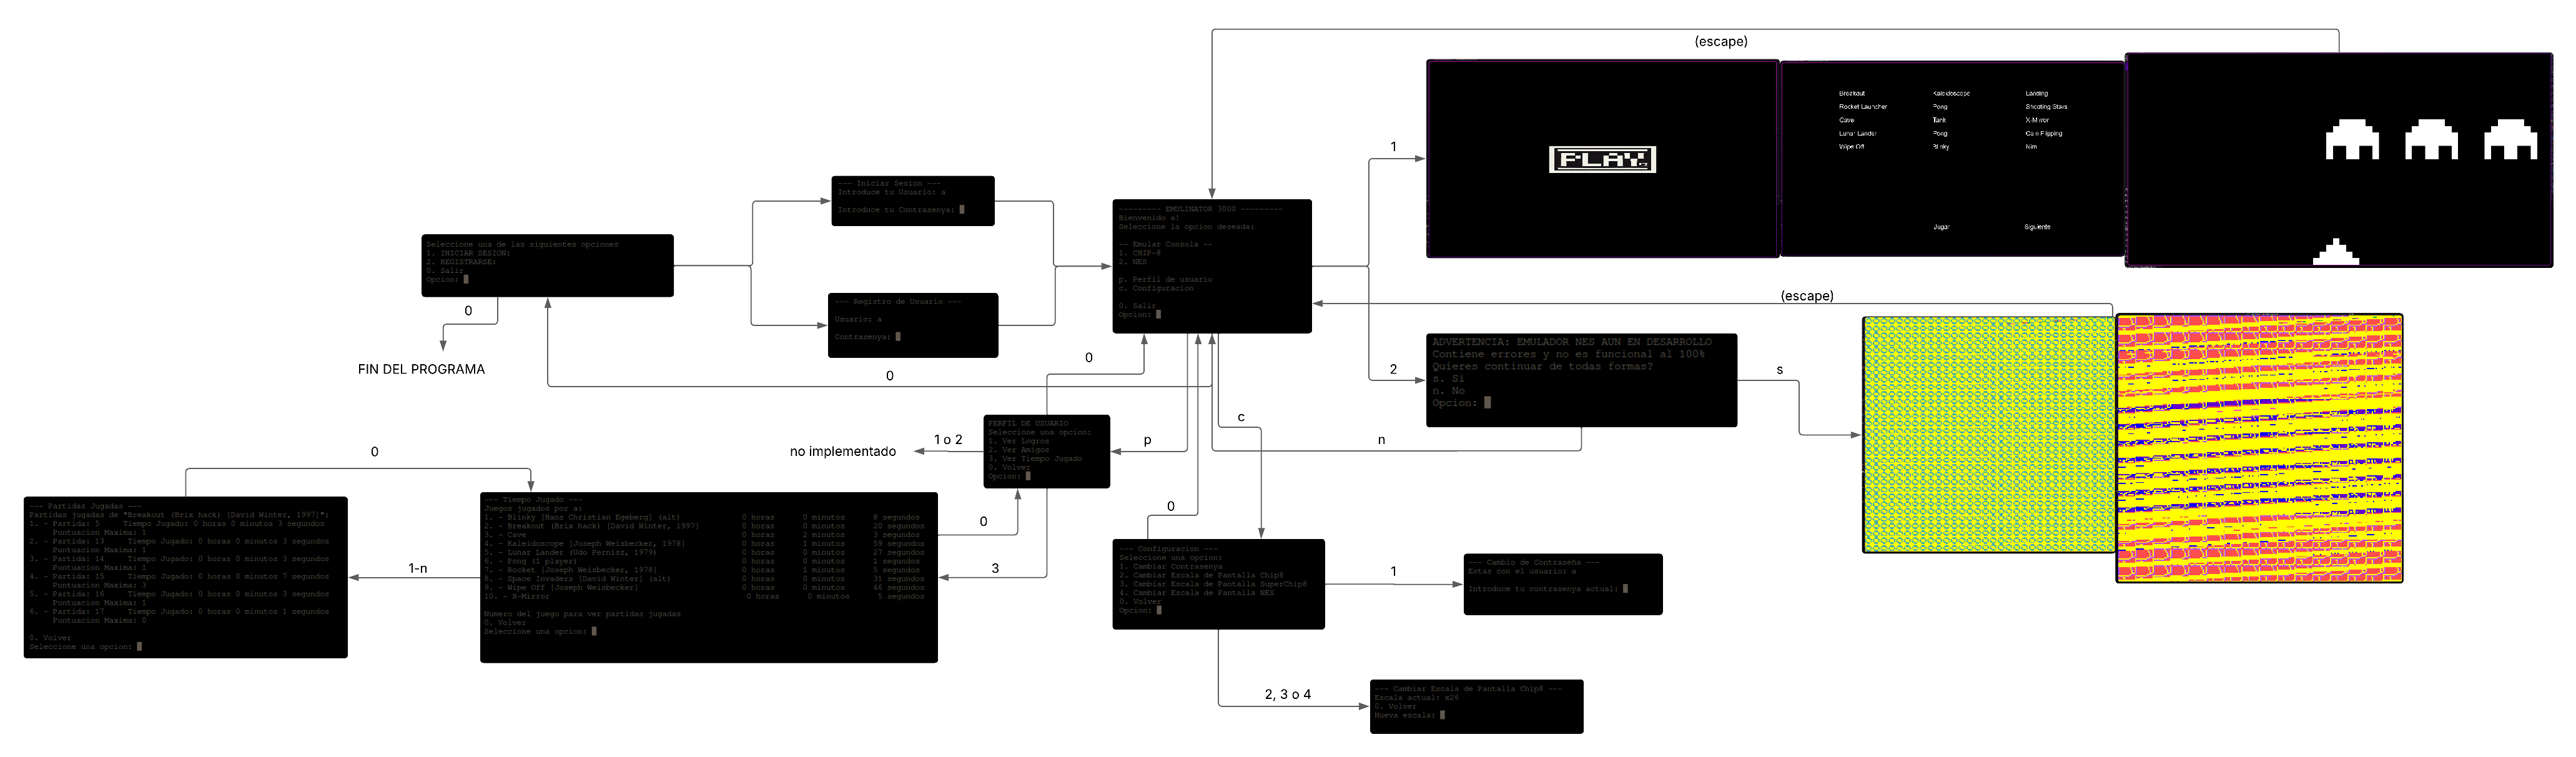 (escape)
PLAY
Breakout Kaleidoscope Landing
Rocket Launcher Pong Shooting Stars
Cave Tank X-Mirror
Lunar Lander Pong Coin Flipping
Wipe Off Blinky Nim
Jugar Siguiente
1
--- Iniciar Sesion ---
Introduce tu Usuario: a
Introduce tu Contrasenya:
--------- EMULINATOR 3000 ---------
Bienvenido a!
Seleccione la opcion deseada:
-- Emular Consola --
1. CHIP-8
2. NES
p. Perfil de usuario
c. Configuracion
0. Salir
Opcion:
Seleccione una de las siguientes opciones
1. INICIAR SESION:
2. REGISTRARSE:
0. Salir
Opcion:
--- Registro de Usuario ---
Usuario: a
Contrasenya:
0
FIN DEL PROGRAMA
(escape)
ADVERTENCIA: EMULADOR NES AUN EN DESARROLLO
Contiene errores y no es funcional al 100%
Quieres continuar de todas formas?
s. Si
n. No
Opcion:
2
s
0
0
n
c
p
PERFIL DE USUARIO
Seleccione una opcion:
1. Ver Logros
2. Ver Amigos
3. Ver Tiempo Jugado
0. Volver
Opcion:
1 o 2
no implementado
0
--- Partidas Jugadas ---
Partidas jugadas de "Breakout (Brix hack) [David Winter, 1997]":
1. - Partida: 5 Tiempo Jugado: 0 horas 0 minutos 3 segundos
Puntuacion Maxima: 1
2. - Partida: 13 Tiempo Jugado: 0 horas 0 minutos 3 segundos
Puntuacion Maxima: 1
3. - Partida: 14 Tiempo Jugado: 0 horas 0 minutos 3 segundos
Puntuacion Maxima: 1
4. - Partida: 15 Tiempo Jugado: 0 horas 0 minutos 7 segundos
Puntuacion Maxima: 3
5. - Partida: 16 Tiempo Jugado: 0 horas 0 minutos 3 segundos
Puntuacion Maxima: 1
6. - Partida: 17 Tiempo Jugado: 0 horas 0 minutos 1 segundos
Puntuacion Maxima: 0
0. Volver
Seleccione una opcion:
1-n
--- Tiempo Jugado ---
Juegos jugados por a:
1. - Blinky [Hans Christian Egeberg] (alt) 0 horas 0 minutos 8 segundos
2. - Breakout (Brix hack) [David Winter, 1997] 0 horas 0 minutos 20 segundos
3. - Cave 0 horas 2 minutos 3 segundos
4. - Kaleidoscope [Joseph Weisbecker, 1978] 0 horas 1 minutos 59 segundos
5. - Lunar Lander (Udo Pernisz, 1979) 0 horas 0 minutos 27 segundos
6. - Pong (1 player) 0 horas 0 minutos 1 segundos
7. - Rocket [Joseph Weisbecker, 1978] 0 horas 1 minutos 5 segundos
8. - Space Invaders [David Winter] (alt) 0 horas 0 minutos 31 segundos
9. - Wipe Off [Joseph Weisbecker] 0 horas 0 minutos 46 segundos
10. - X-Mirror 0 horas 0 minutos 5 segundos
Numero del juego para ver partidas jugadas
0. Volver
Seleccione una opcion:
0
3
0
--- Configuracion ---
Seleccione una opcion:
1. Cambiar Contrasenya
2. Cambiar Escala de Pantalla Chip8
3. Cambiar Escala de Pantalla SuperChip8
4. Cambiar Escala de Pantalla NES
0. Volver
Opcion:
1
--- Cambio de Contraseña ---
Estas con el usuario: a
Introduce tu contrasenya actual:
2, 3 o 4
--- Cambiar Escala de Pantalla Chip8 ---
Escala actual: x26
0. Volver
Nueva escala: